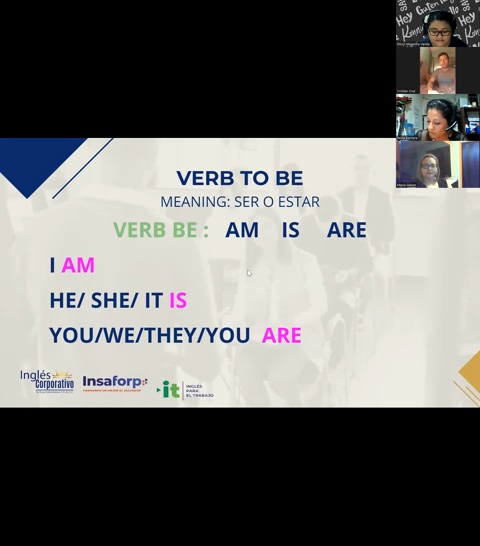 VERB TO BE
MEANING: SER O ESTAR
VERB BE : AM IS ARE
I AM
HE/ SHE/ IT IS
YOU/WE/THEY/YOU ARE
Inglés
Corporativo
Insaforp
it
INGLÉS
PARA
EL TRABAJO